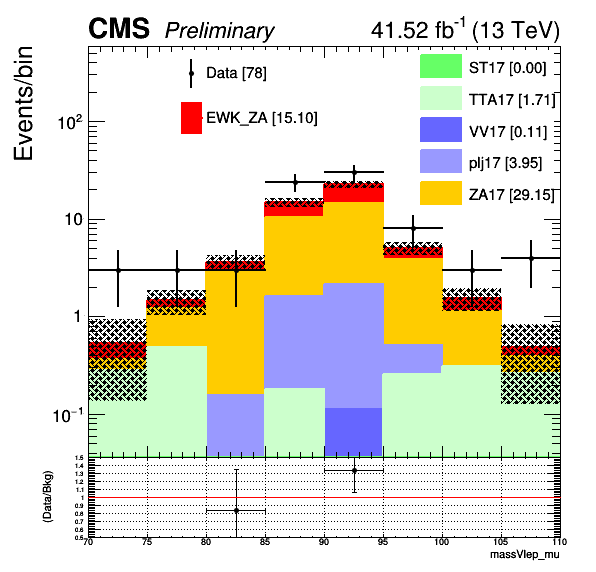 CMS Preliminary 41.52 fb-1 (13 TeV)
Data [78]
EWK_ZA [15.10]
ST17 [0.00]
TTA17 [1.71]
VV17 [0.11]
plj17 [3.95]
ZA17 [29.15]
Events/bin
10²
10
1
10⁻¹
(Data/Bkg)
1.5
1.4
1.3
1.2
1.1
1
0.9
0.8
0.7
0.6
0.5
70 75 80 85 90 95 100 105 110
massVlep_mu